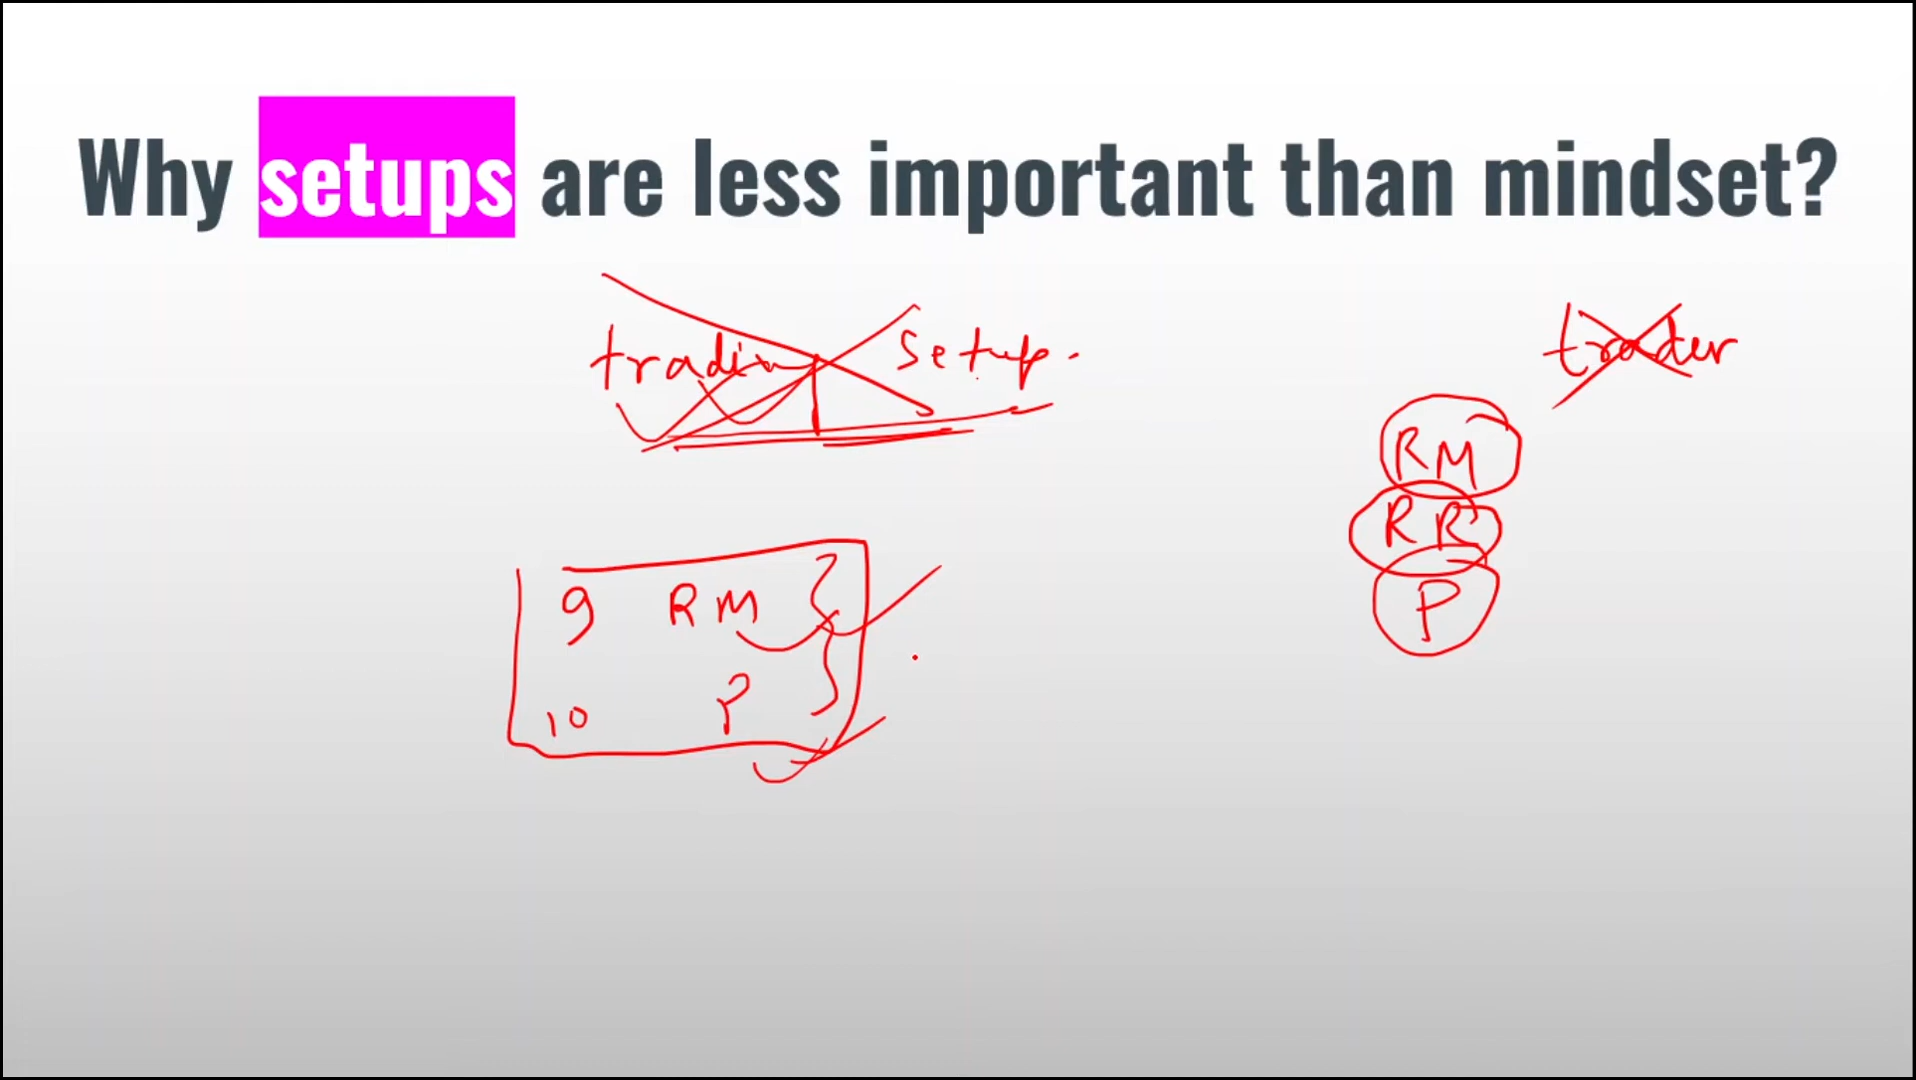 Why setups are less important than mindset?
trading setup.
trader
RM
RR
P
9 RM
10 P